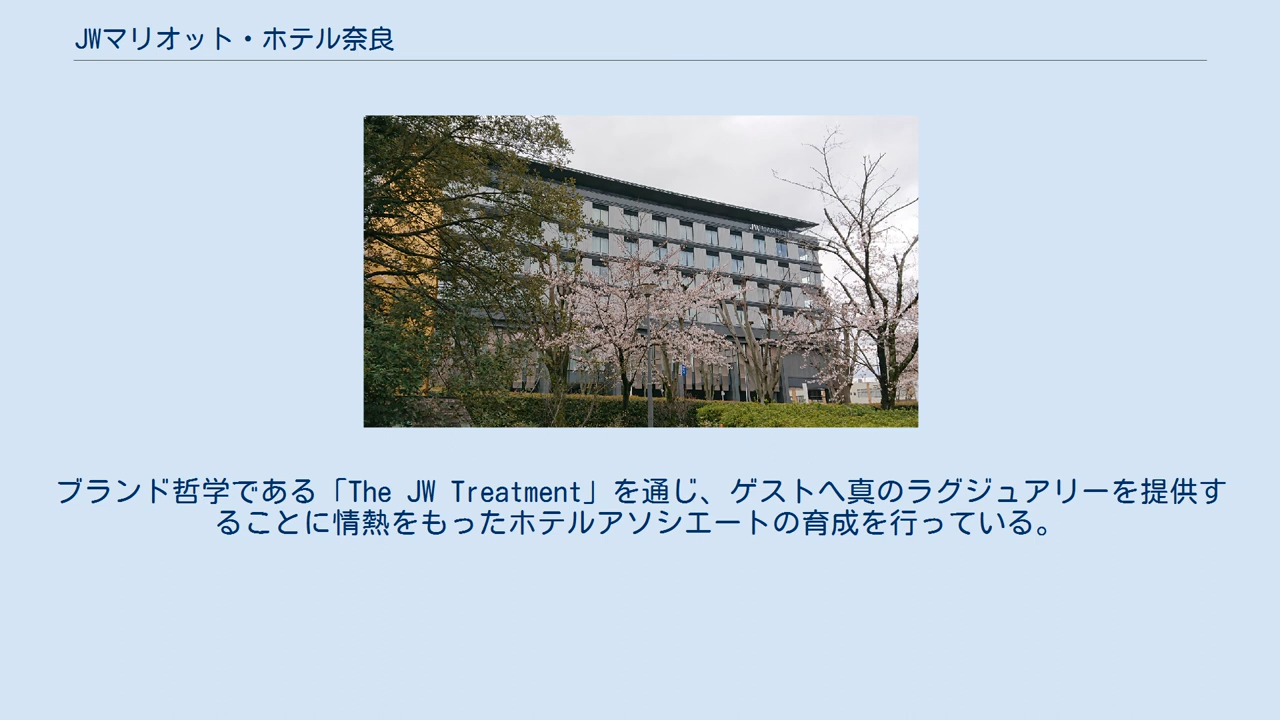 JWマリオット・ホテル奈良
JW
ブランド哲学である「The JW Treatment」を通じ、ゲストへ真のラグジュアリーを提供す
ることに情熱をもったホテルアソシエートの育成を行っている。